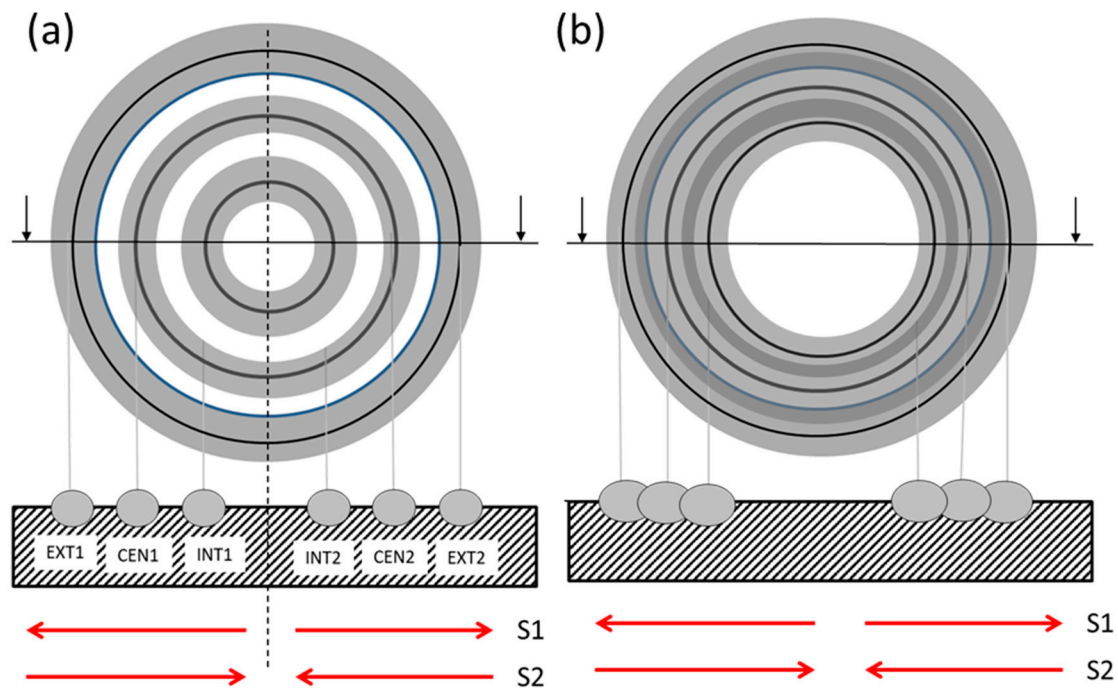 (a)
(b)
EXT1 CEN1 INT1 INT2 CEN2 EXT2
S1 S1
S2 S2